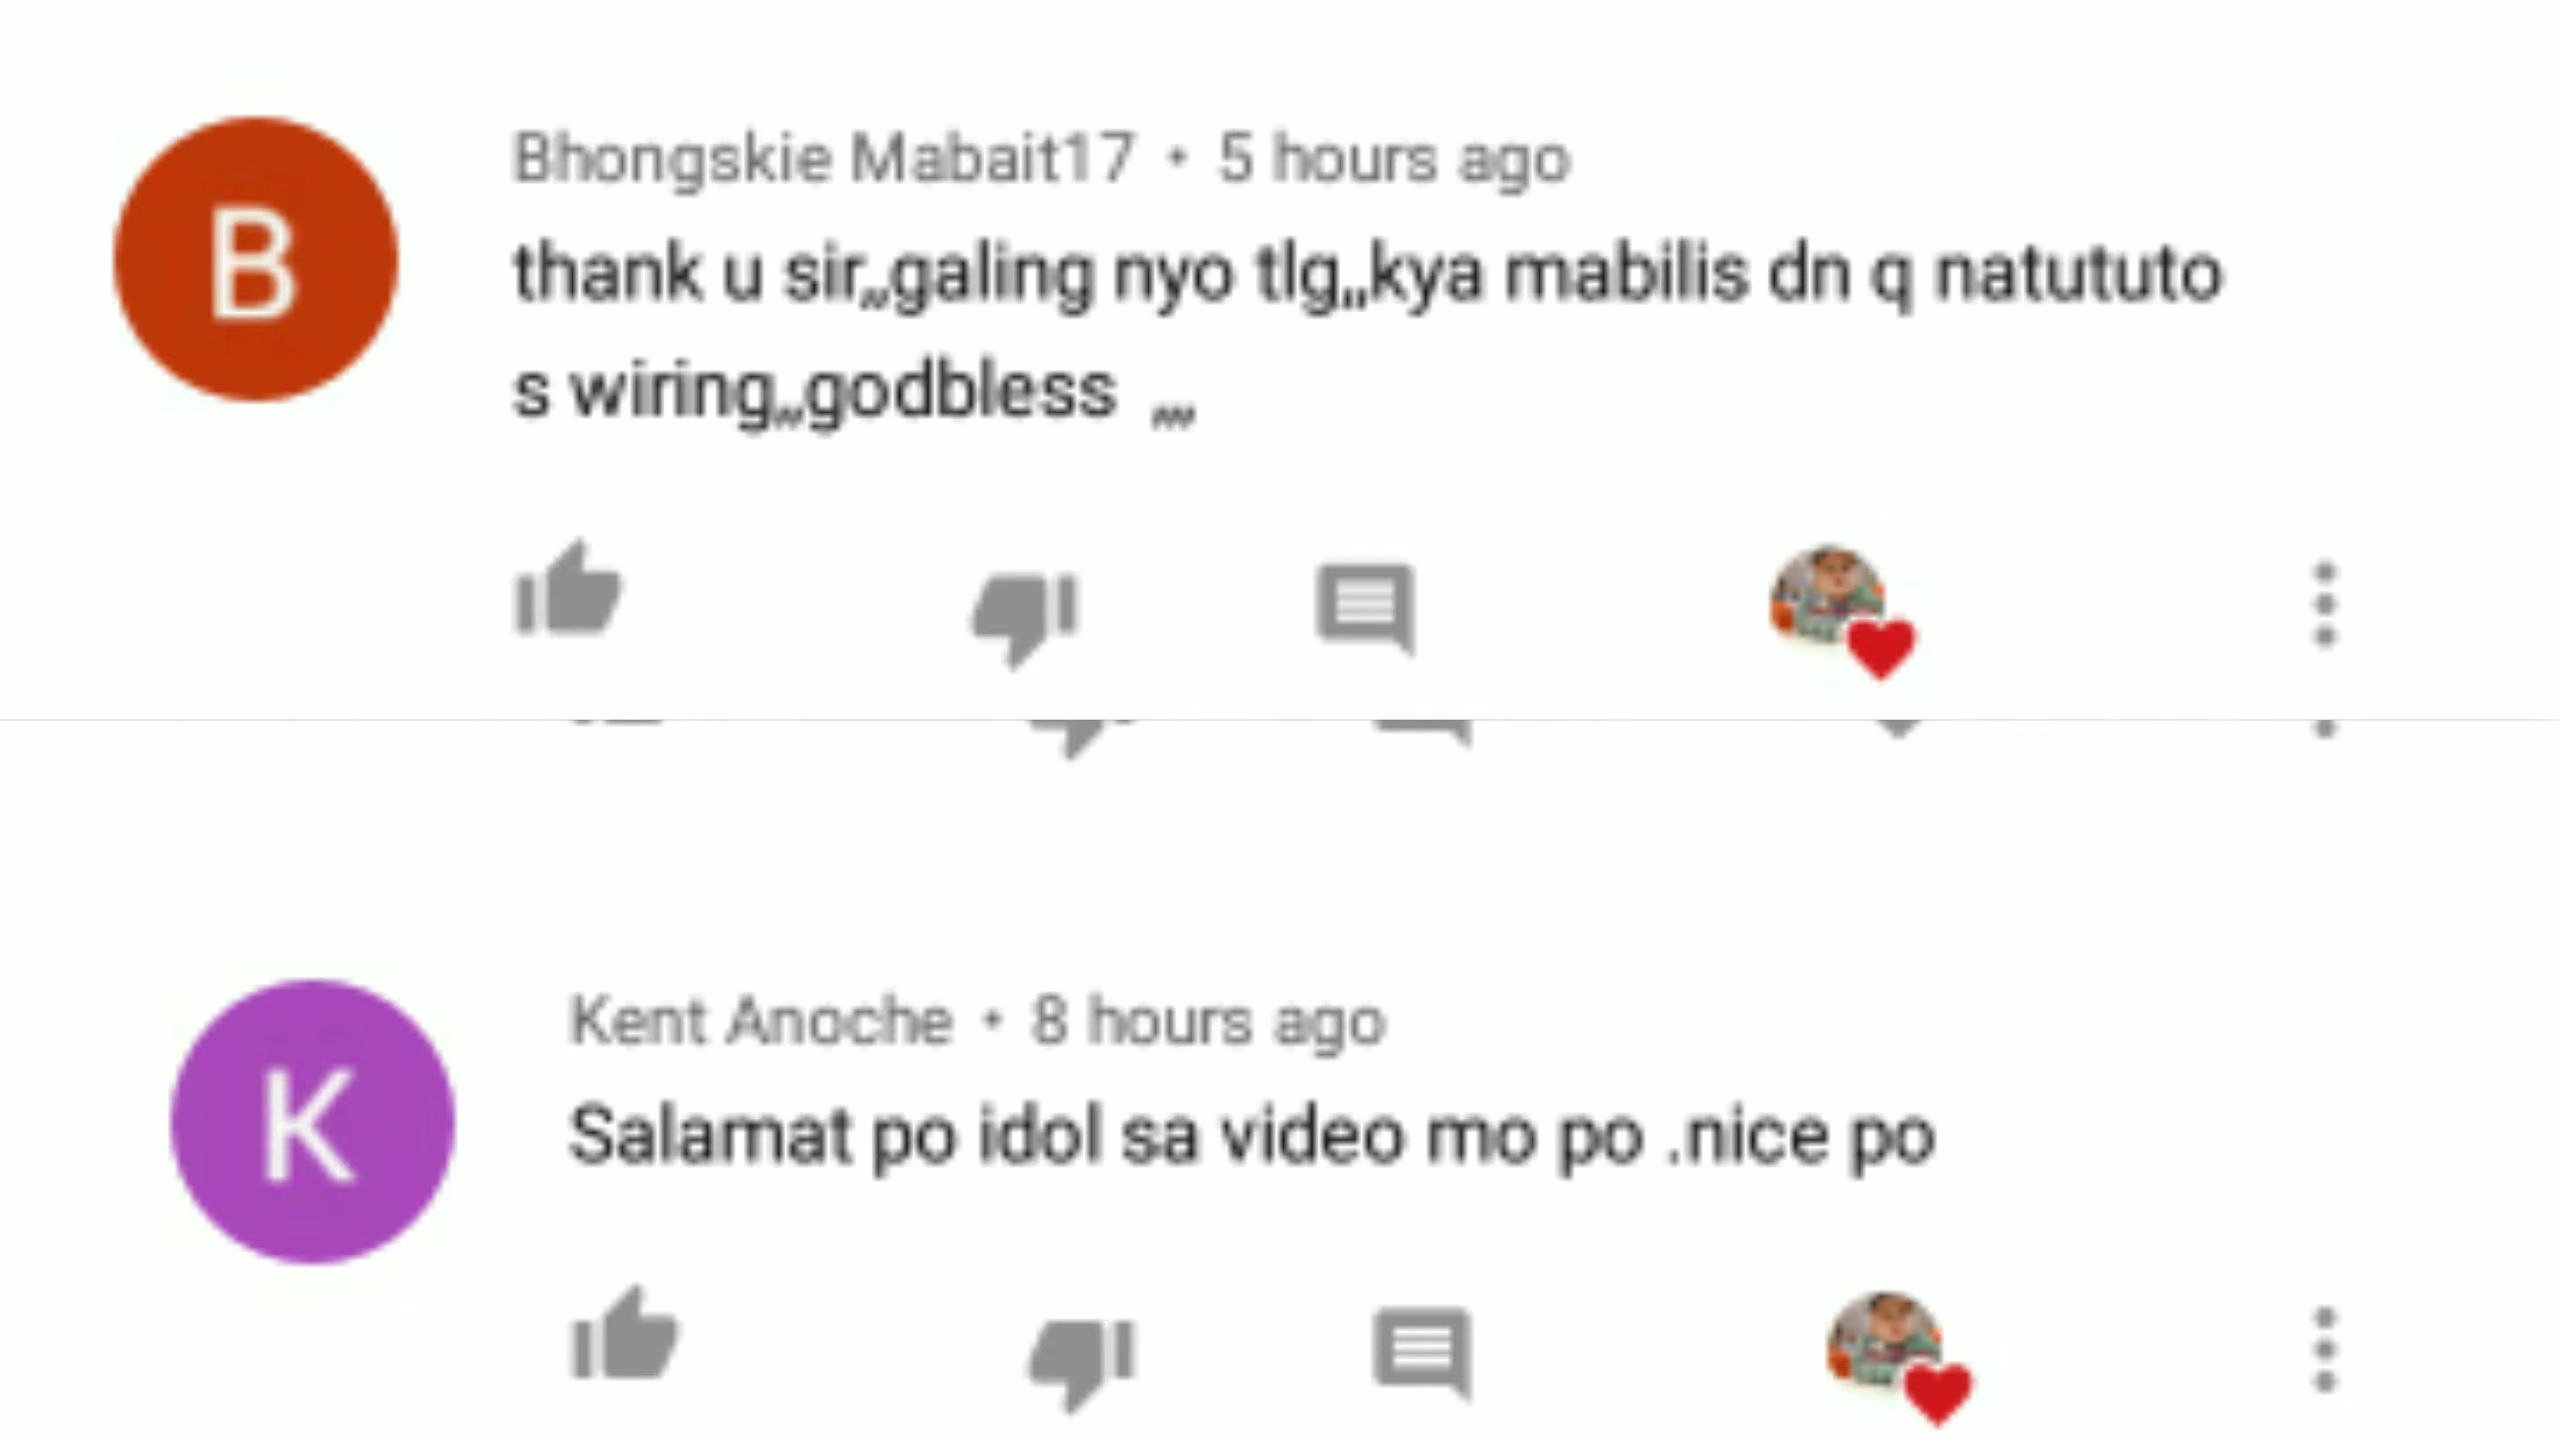 B
Bhongskie Mabait17 • 5 hours ago
thank u sir,,,galing nyo tlg,,,kya mabilis dn q natututo
s wiring,,,godbless ,,,,
K
Kent Anoche • 8 hours ago
Salamat po idol sa video mo po .nice po